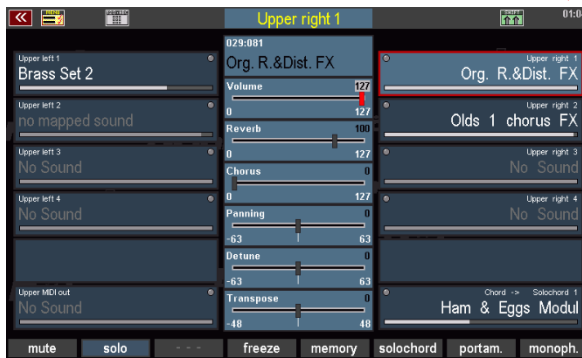 Upper right 1
01:0
Upper left 1
Brass Set 2
Upper left 2
no mapped sound
Upper left 3
No Sound
Upper left 4
No Sound
Upper MIDI out
No Sound
029:081
Org. R.&Dist. FX
Volume 127
0 127
Reverb 100
0 127
Chorus 0
0 127
Panning 0
-63 63
Detune 0
-63 63
Transpose 0
-48 48
Upper right 1
Org. R.&Dist. FX
Upper right 2
Olds 1 chorus FX
Upper right 3
No Sound
Upper right 4
No Sound
Chord -> Solochord 1
Ham & Eggs Modul
mute solo - - - freeze memory solochord portam. monoph.